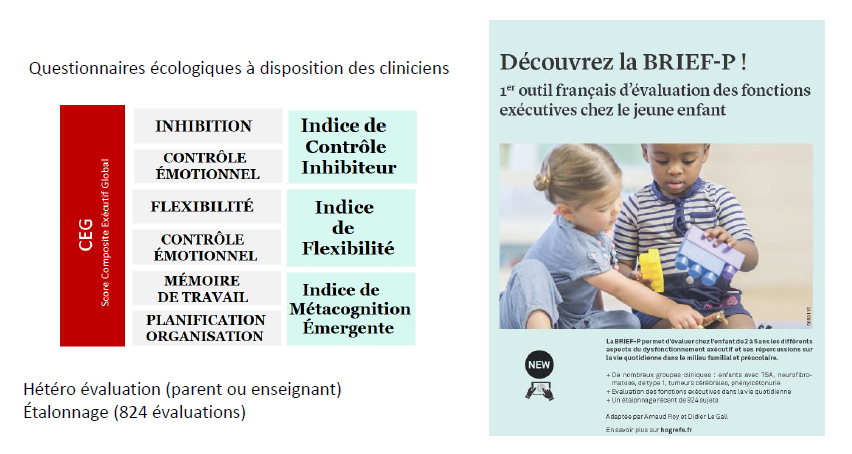 Questionnaires écologiques à disposition des cliniciens
CEG
Score Composite Exécutif Global
INHIBITION
CONTRÔLE
ÉMOTIONNEL
FLEXIBILITÉ
CONTRÔLE
ÉMOTIONNEL
MÉMOIRE
DE TRAVAIL
PLANIFICATION
ORGANISATION
Indice de
Contrôle
Inhibiteur
Indice
de
Flexibilité
Indice de
Métacognition
Émergente
Hétéro évaluation (parent ou enseignant)
Étalonnage (824 évaluations)
Découvrez la BRIEF-P !
1er outil français d’évaluation des fonctions
exécutives chez le jeune enfant
NEW
La BRIEF-P permet d'évaluer chez l'enfant de 2 à 5 ans les différents
aspects du dysfonctionnement exécutif et ses répercussions sur
la vie quotidienne dans le milieu familial et préscolaire.
+ De nombreux groupes cliniques : enfants avec TSA, neurofibro-
matose, de type 1, tumeurs cérébrales, phénylcétonurie
+ Evaluation des fonctions exécutives dans la vie quotidienne
+ Un étalonnage récent de 824 sujets
Adaptée par Arnaud Roy et Didier Le Gall
En savoir plus sur hogrefe.fr